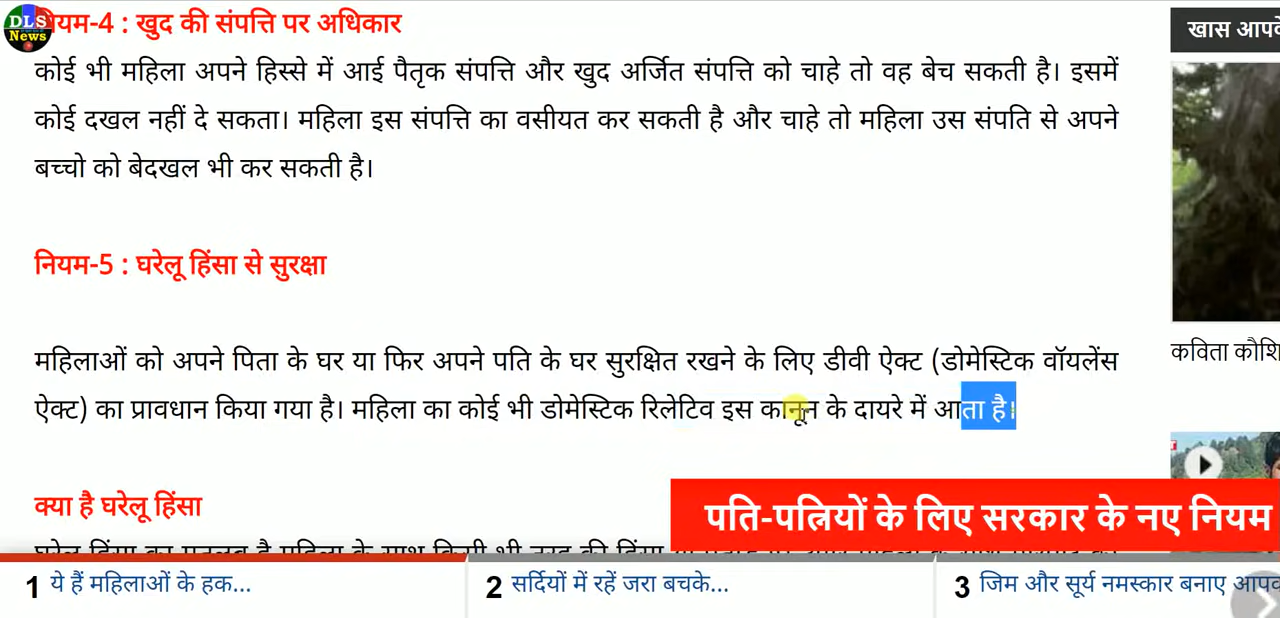 DLS
News
यम-4 : खुद की संपत्ति पर अधिकार
कोई भी महिला अपने हिस्से में आई पैतृक संपत्ति और खुद अर्जित संपत्ति को चाहे तो वह बेच सकती है। इसमें
कोई दखल नहीं दे सकता। महिला इस संपत्ति का वसीयत कर सकती है और चाहे तो महिला उस संपति से अपने
बच्चो को बेदखल भी कर सकती है।
नियम-5 : घरेलू हिंसा से सुरक्षा
महिलाओं को अपने पिता के घर या फिर अपने पति के घर सुरक्षित रखने के लिए डीवी ऐक्ट (डोमेस्टिक वॉयलेंस
ऐक्ट) का प्रावधान किया गया है। महिला का कोई भी डोमेस्टिक रिलेटिव इस कानून के दायरे में आता है।
क्या है घरेलू हिंसा
पति-पत्नियों के लिए सरकार के नए नियम
1 ये हैं महिलाओं के हक...
2 सर्दियों में रहें जरा बचके...
3 जिम और सूर्य नमस्कार बनाए
खास
कविता